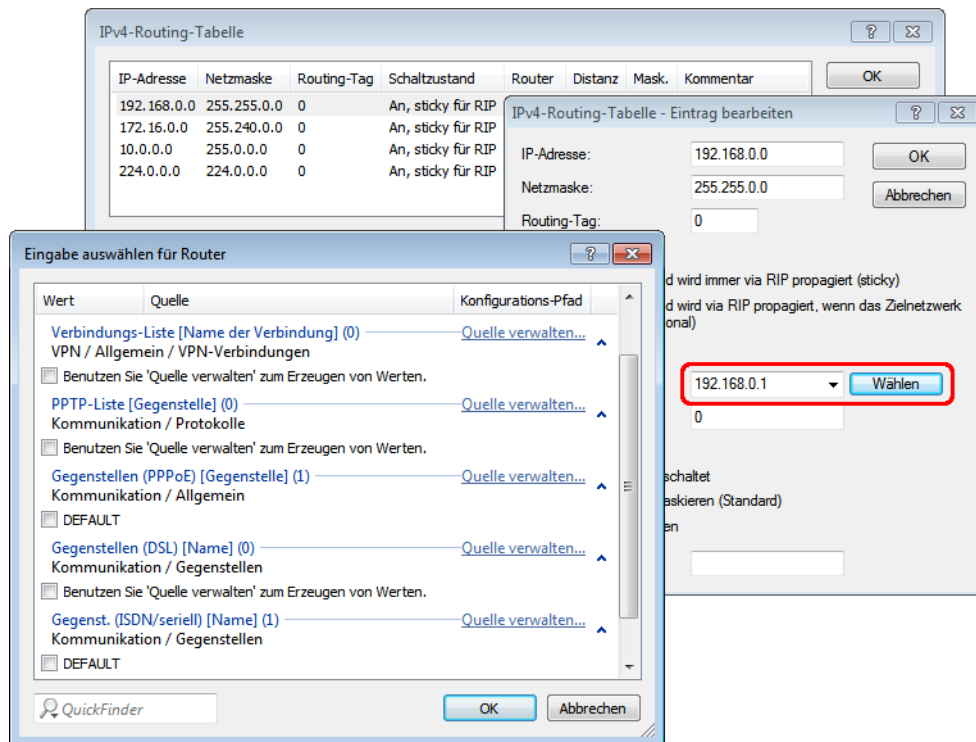 IPv4-Routing-Tabelle
IP-Adresse Netzmaske Routing-Tag Schaltzustand Router Distanz Mask. Kommentar
OK
192.168.0.0 255.255.0.0 0 An, sticky für RIP
172.16.0.0 255.240.0.0 0 An, sticky für RIP
10.0.0.0 255.0.0.0 0 An, sticky für RIP
224.0.0.0 224.0.0.0 0 An, sticky für RIP
IPv4-Routing-Tabelle - Eintrag bearbeiten
IP-Adresse: 192.168.0.0
OK
Netzmaske: 255.255.0.0
Abbrechen
Routing-Tag: 0
d wird immer via RIP propagiert (sticky)
d wird via RIP propagiert, wenn das Zielnetzwerk
onal)
192.168.0.1 Wählen
0
schaltet
askieren (Standard)
en
Eingabe auswählen für Router
Wert Quelle Konfigurations-Pfad
Verbindungs-Liste [Name der Verbindung] (0) Quelle verwalten...
VPN / Allgemein / VPN-Verbindungen
Benutzen Sie 'Quelle verwalten' zum Erzeugen von Werten.
PPTP-Liste [Gegenstelle] (0) Quelle verwalten...
Kommunikation / Protokolle
Benutzen Sie 'Quelle verwalten' zum Erzeugen von Werten.
Gegenstellen (PPPoE) [Gegenstelle] (1) Quelle verwalten...
Kommunikation / Allgemein
DEFAULT
Gegenstellen (DSL) [Name] (0) Quelle verwalten...
Kommunikation / Gegenstellen
Benutzen Sie 'Quelle verwalten' zum Erzeugen von Werten.
Gegenst. (ISDN/seriell) [Name] (1) Quelle verwalten...
Kommunikation / Gegenstellen
DEFAULT
QuickFinder
OK
Abbrechen